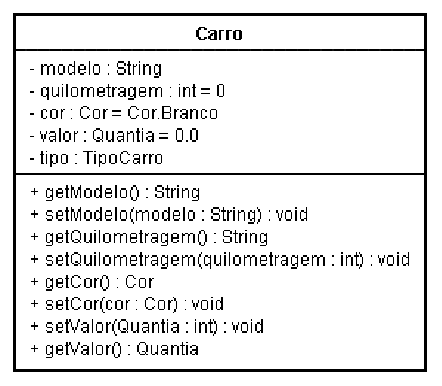 Carro
- modelo : String
- quilometragem : int = 0
- cor : Cor = Cor.Branco
- valor : Quantia = 0.0
- tipo : TipoCarro
+ getModelo() : String
+ setModelo(modelo : String) : void
+ getQuilometragem() : String
+ setQuilometragem(quilometragem : int) : void
+ getCor() : Cor
+ setCor(cor : Cor) : void
+ setValor(Quantia : int) : void
+ getValor() : Quantia